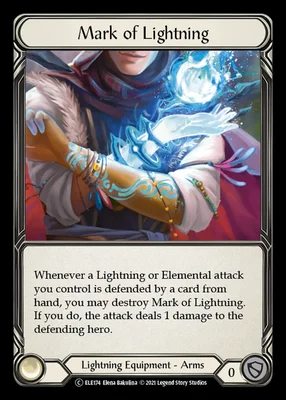 Mark of Lightning
Whenever a Lightning or Elemental attack
you control is defended by a card from
hand, you may destroy Mark of Lightning.
If you do, the attack deals 1 damage to the
defending hero.
Lightning Equipment - Arms
0
C ELE174 Elena Bakulina © 2021 Legend Story Studios